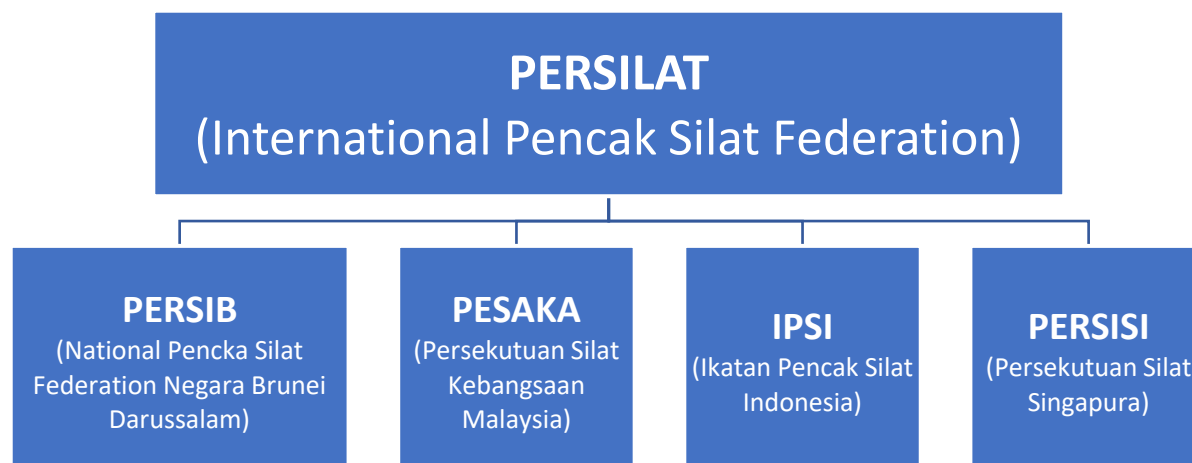 PERSILAT
(International Pencak Silat Federation)
PERSIB
(National Pencka Silat
Federation Negara Brunei
Darussalam)
PESAKA
(Persekutuan Silat
Kebangsaan
Malaysia)
IPSI
(Ikatan Pencak Silat
Indonesia)
PERSISI
(Persekutuan Silat
Singapura)